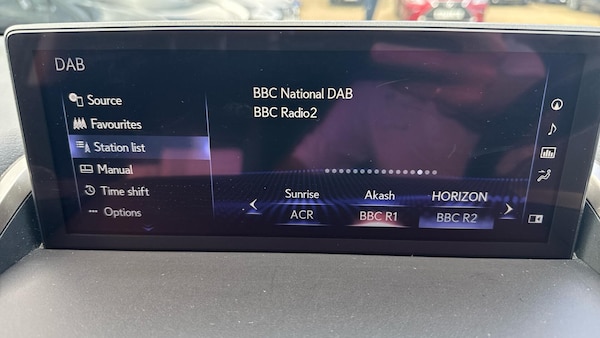 DAB
BBC National DAB
BBC Radio2
Source
Favourites
Station list
Manual
Time shift
Options
Sunrise Akash HORIZON
ACR BBC R1 BBC R2